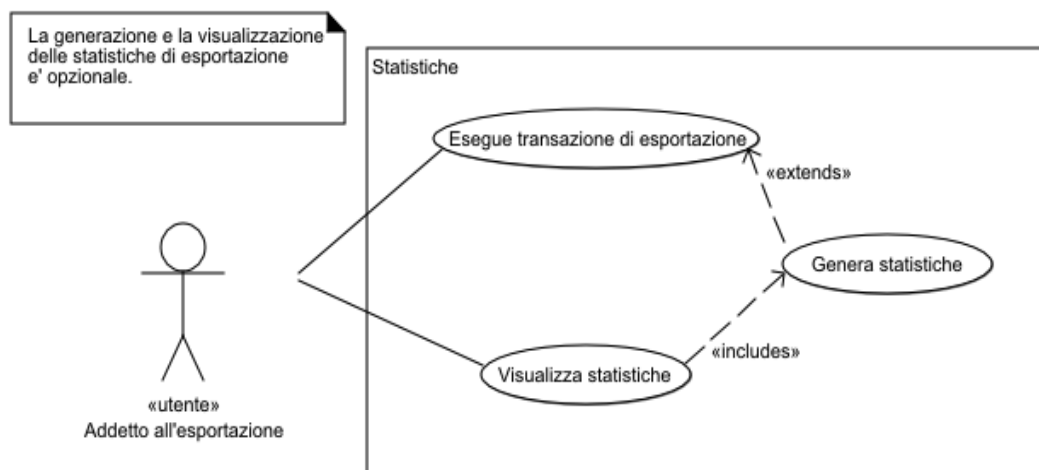 La generazione e la visualizzazione
delle statistiche di esportazione
e' opzionale.
Statistiche
Esegue transazione di esportazione
«extends»
Genera statistiche
«includes»
Visualizza statistiche
«utente»
Addetto all'esportazione